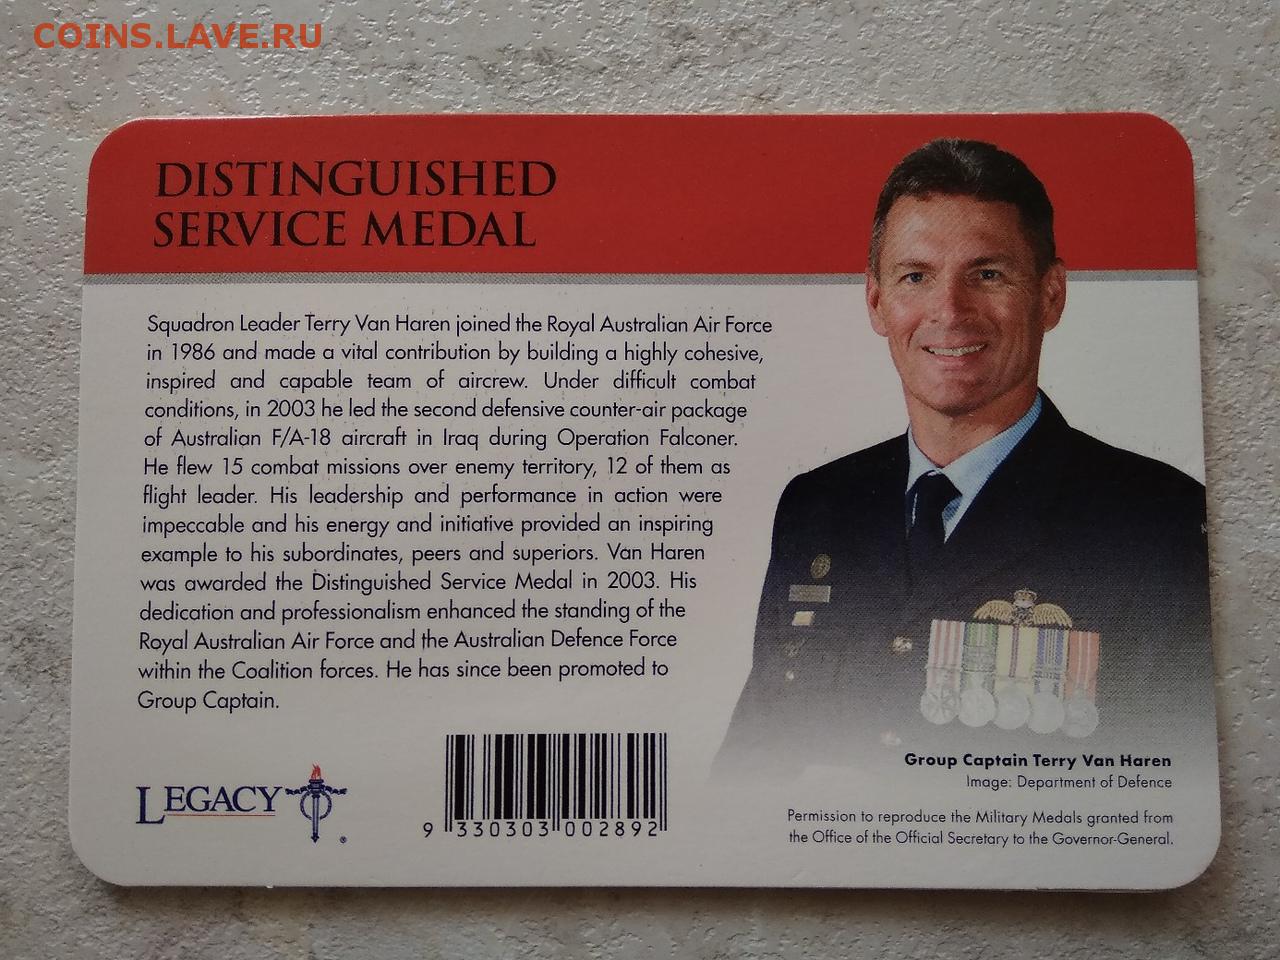 COINS.LAVE.RU
DISTINGUISHED
SERVICE MEDAL
Squadron Leader Terry Van Haren joined the Royal Australian Air Force
in 1986 and made a vital contribution by building a highly cohesive,
inspired and capable team of aircrew. Under difficult combat
conditions, in 2003 he led the second defensive counter-air package
of Australian F/A-18 aircraft in Iraq during Operation Falconer.
He flew 15 combat missions over enemy territory, 12 of them as
flight leader. His leadership and performance in action were
impeccable and his energy and initiative provided an inspiring
example to his subordinates, peers and superiors. Van Haren
was awarded the Distinguished Service Medal in 2003. His
dedication and professionalism enhanced the standing of the
Royal Australian Air Force and the Australian Defence Force
within the Coalition forces. He has since been promoted to
Group Captain.
LEGACY
9 330303 002892
Group Captain Terry Van Haren
Image: Department of Defence
Permission to reproduce the Military Medals granted from
the Office of the Official Secretary to the Governor-General.